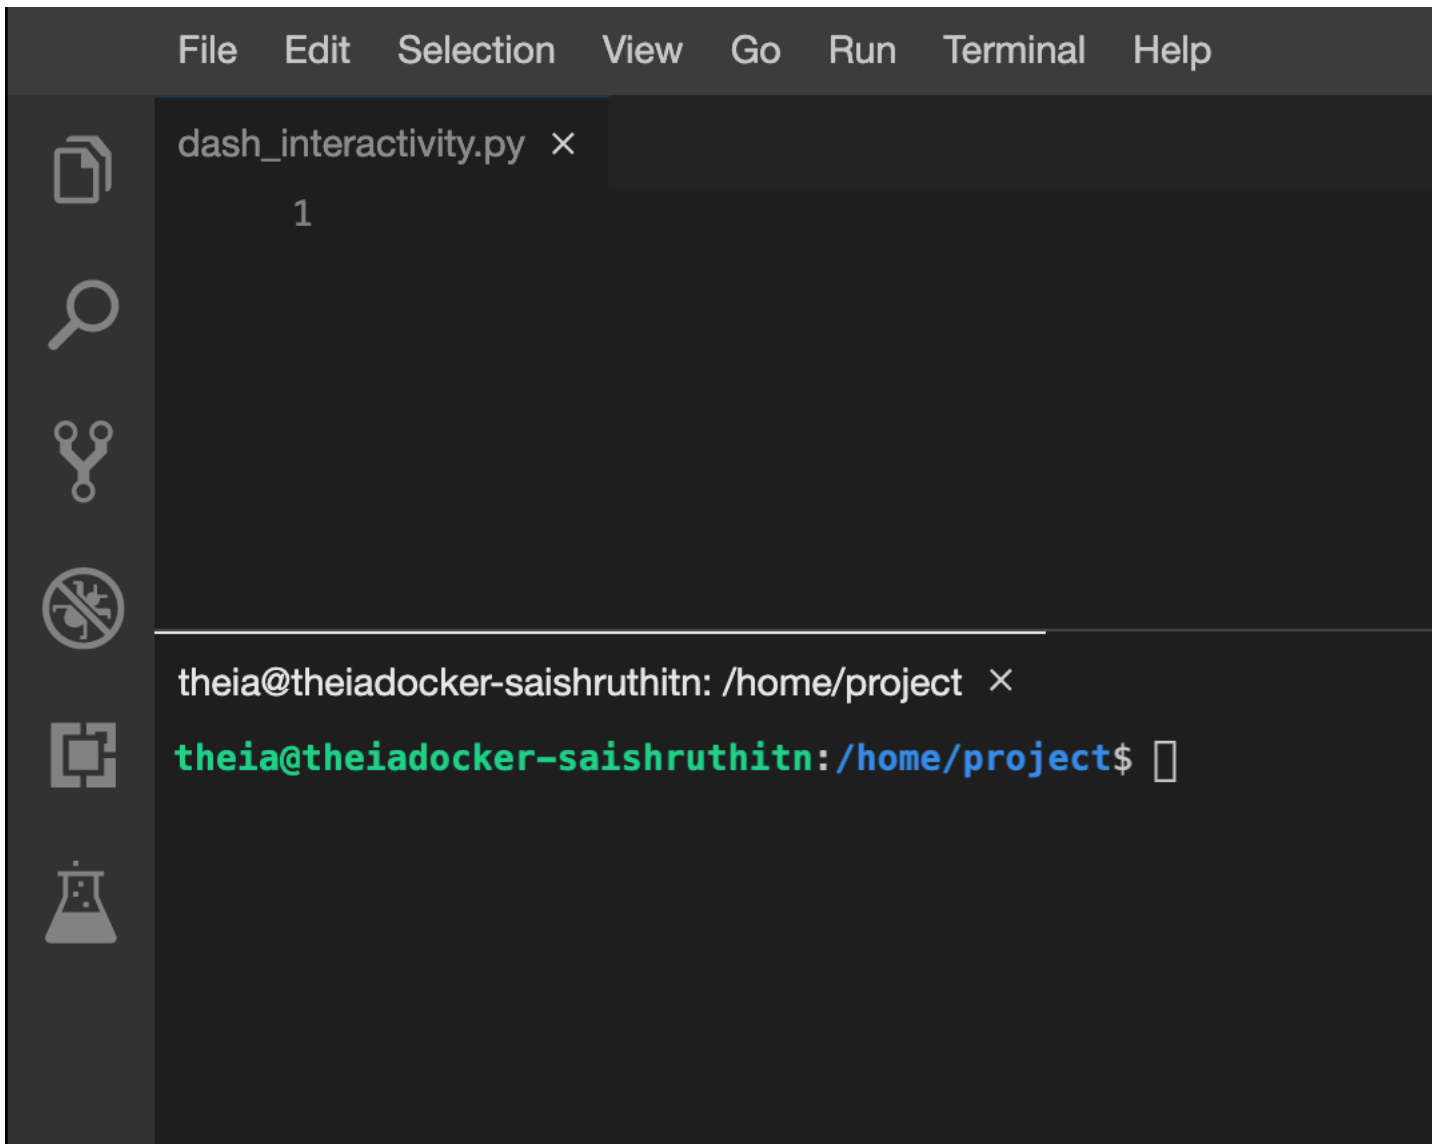 File Edit Selection View Go Run Terminal Help
dash_interactivity.py ×
1
theia@theiadocker-saishruthitn: /home/project ×
theia@theiadocker-saishruthitn:/home/project$